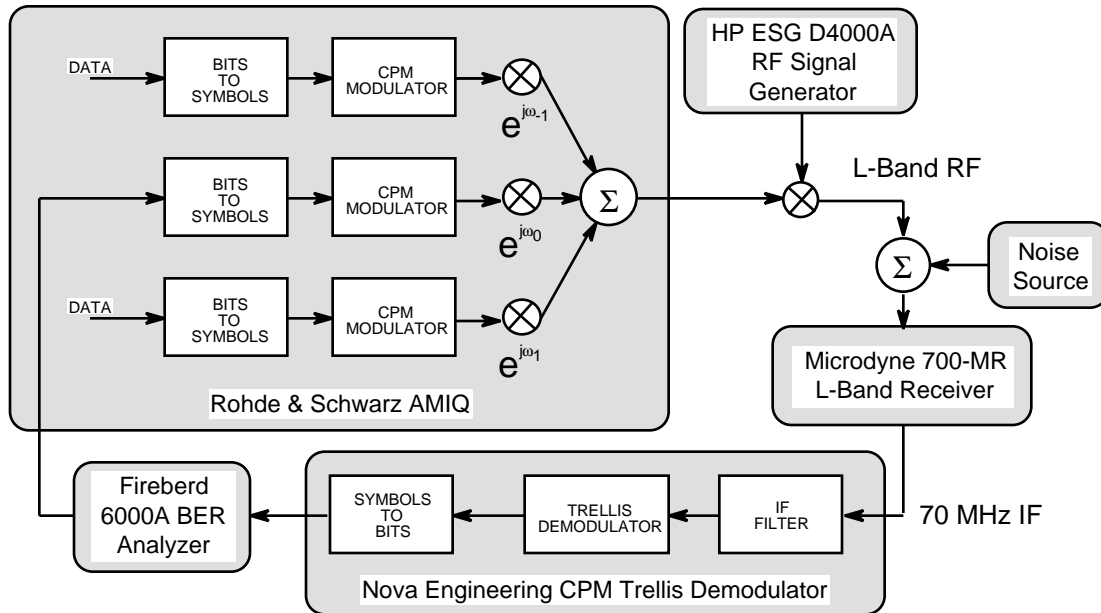 DATA
BITS
TO
SYMBOLS
CPM
MODULATOR
e^jω-1
HP ESG D4000A
RF Signal
Generator
BITS
TO
SYMBOLS
CPM
MODULATOR
e^jω0
Σ
L-Band RF
Σ
Noise
Source
DATA
BITS
TO
SYMBOLS
CPM
MODULATOR
e^jω1
Rohde & Schwarz AMIQ
Microdyne 700-MR
L-Band Receiver
Fireberd
6000A BER
Analyzer
SYMBOLS
TO
BITS
TRELLIS
DEMODULATOR
IF
FILTER
70 MHz IF
Nova Engineering CPM Trellis Demodulator